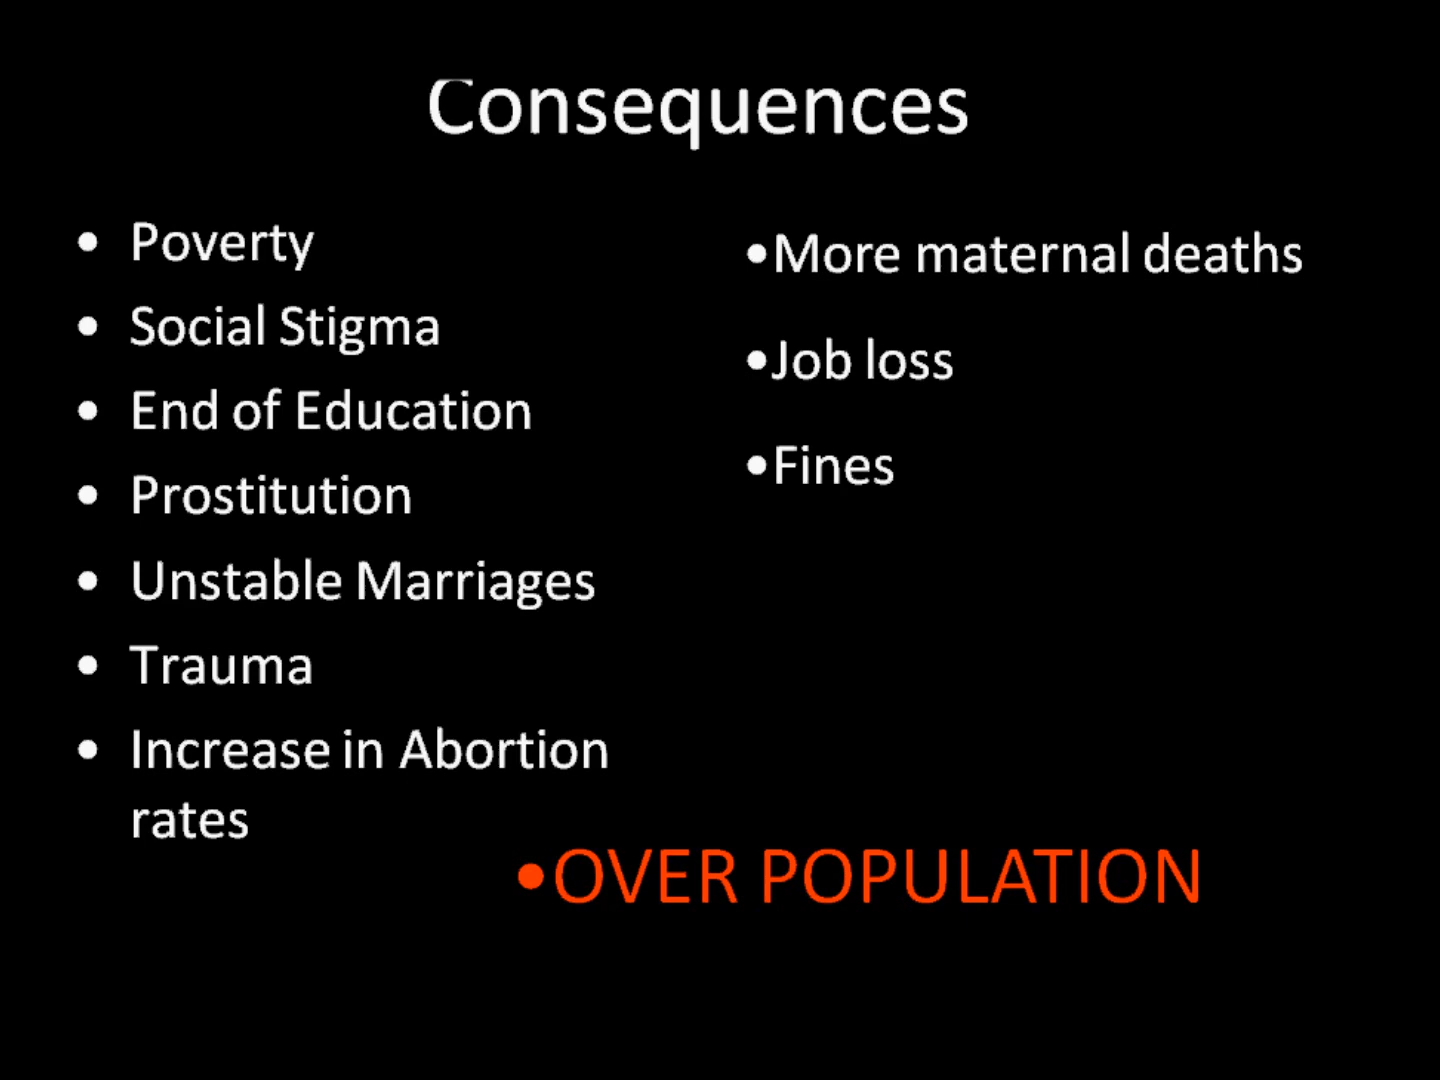 Consequences
• Poverty
• Social Stigma
• End of Education
• Prostitution
• Unstable Marriages
• Trauma
• Increase in Abortion
rates
•More maternal deaths
•Job loss
•Fines
•OVER POPULATION